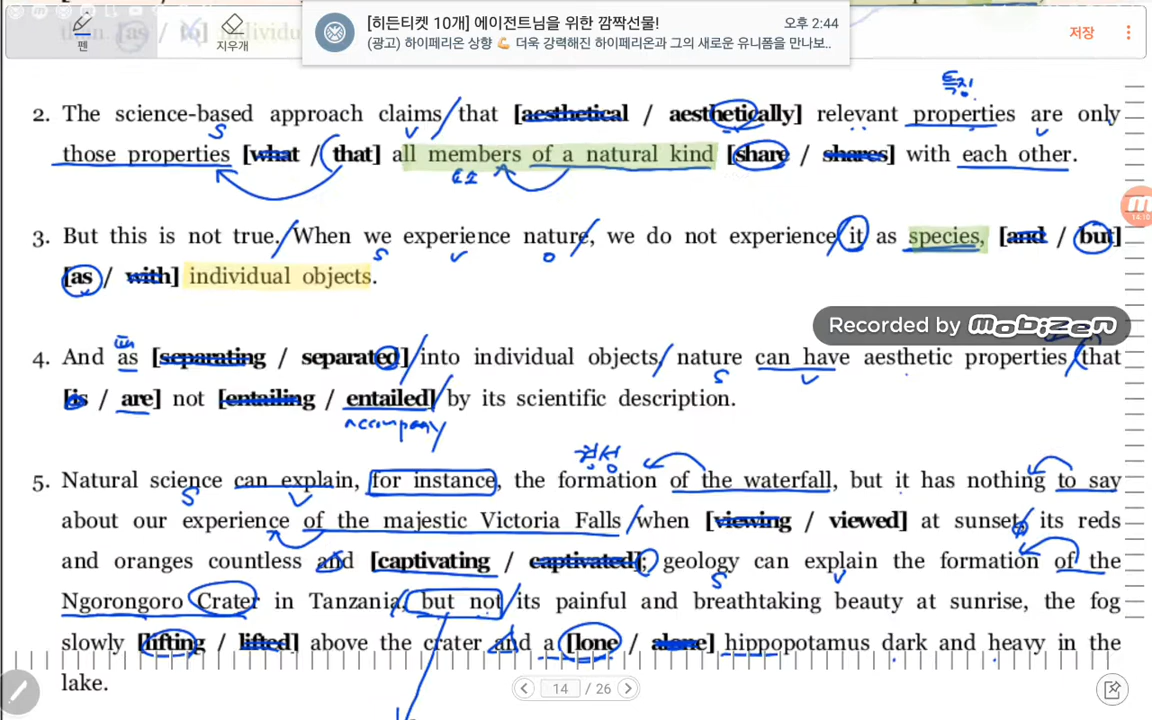 [히든티켓 10개] 에이전트님을 위한 깜짝선물!
오후 2:44
(광고) 하이페리온 상향 💪 더욱 강력해진 하이페리온과 그의 새로운 유니폼을 만나보..
펜
지우개
저장
특징
2. The science-based approach claims that [aesthetical / aesthetically] relevant properties are only
S V V
those properties [what / that] all members of a natural kind [share / shares] with each other.
3. But this is not true. When we experience nature, we do not experience it as species, [and / but]
S V O
[as / with] individual objects.
Recorded by mobizen
4. And as [separating / separated] into individual objects, nature can have aesthetic properties that
S V
[is / are] not [entailing / entailed] by its scientific description.
accompany
형성
5. Natural science can explain, for instance, the formation of the waterfall, but it has nothing to say
S V
about our experience of the majestic Victoria Falls when [viewing / viewed] at sunset, its reds
and oranges countless and [captivating / captivated]; geology can explain the formation of the
S V
Ngorongoro Crater in Tanzania, but not its painful and breathtaking beauty at sunrise, the fog
slowly [lifting / lifted] above the crater and a [lone / alone] hippopotamus dark and heavy in the
lake.
14 / 26